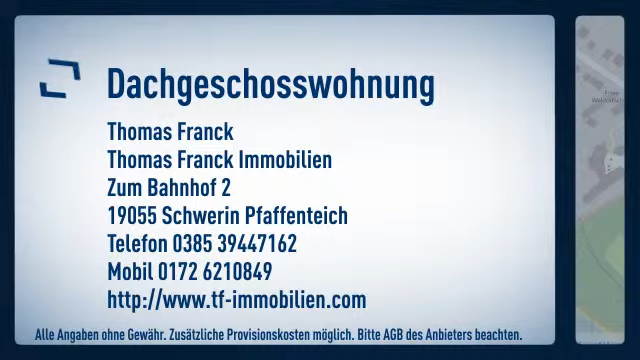 Dachgeschosswohnung
Thomas Franck
Thomas Franck Immobilien
Zum Bahnhof 2
19055 Schwerin Pfaffenteich
Telefon 0385 39447162
Mobil 0172 6210849
http://www.tf-immobilien.com
Alle Angaben ohne Gewähr. Zusätzliche Provisionskosten möglich. Bitte AGB des Anbieters beachten.